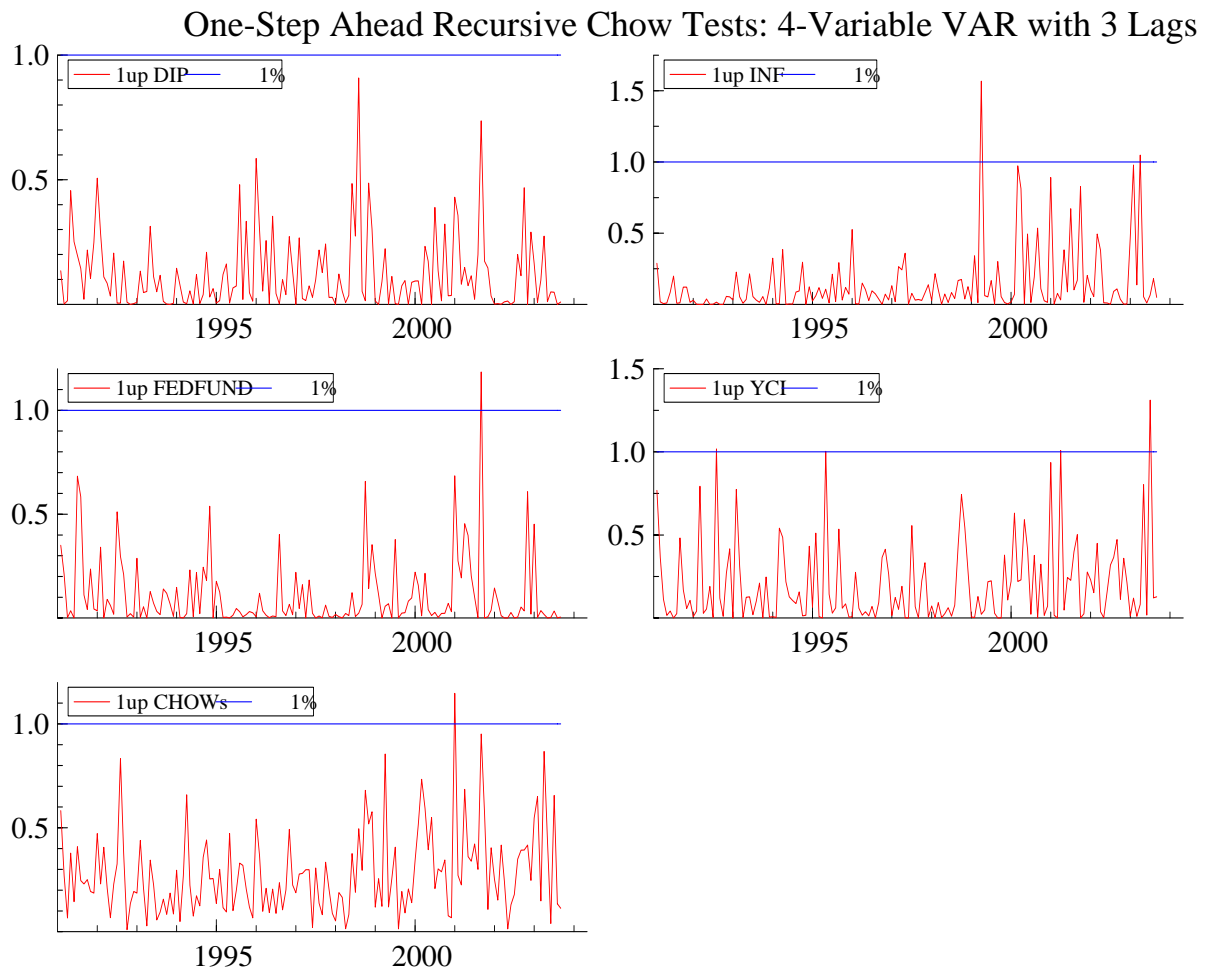 One-Step Ahead Recursive Chow Tests: 4-Variable VAR with 3 Lags
1up DIP 1%
1.0
0.5
1995 2000
1up INF 1%
1.5
1.0
0.5
1995 2000
1up FEDFUND 1%
1.0
0.5
1995 2000
1up YCI 1%
1.5
1.0
0.5
1995 2000
1up CHOWs 1%
1.0
0.5
1995 2000